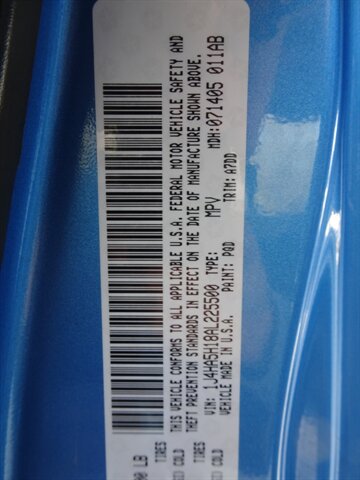 00 LB
TIRES
COLD
TIRES
COLD
THIS VEHICLE CONFORMS TO ALL APPLICABLE U.S.A. FEDERAL MOTOR VEHICLE SAFETY AND
THEFT PREVENTION STANDARDS IN EFFECT ON THE DATE OF MANUFACTURE SHOWN ABOVE.
VIN: 1J4HA5H18AL225500 TYPE: MPV MDH:071405 011AB
VEHICLE MADE IN U.S.A. PAINT: PQD TRIM: A7DD